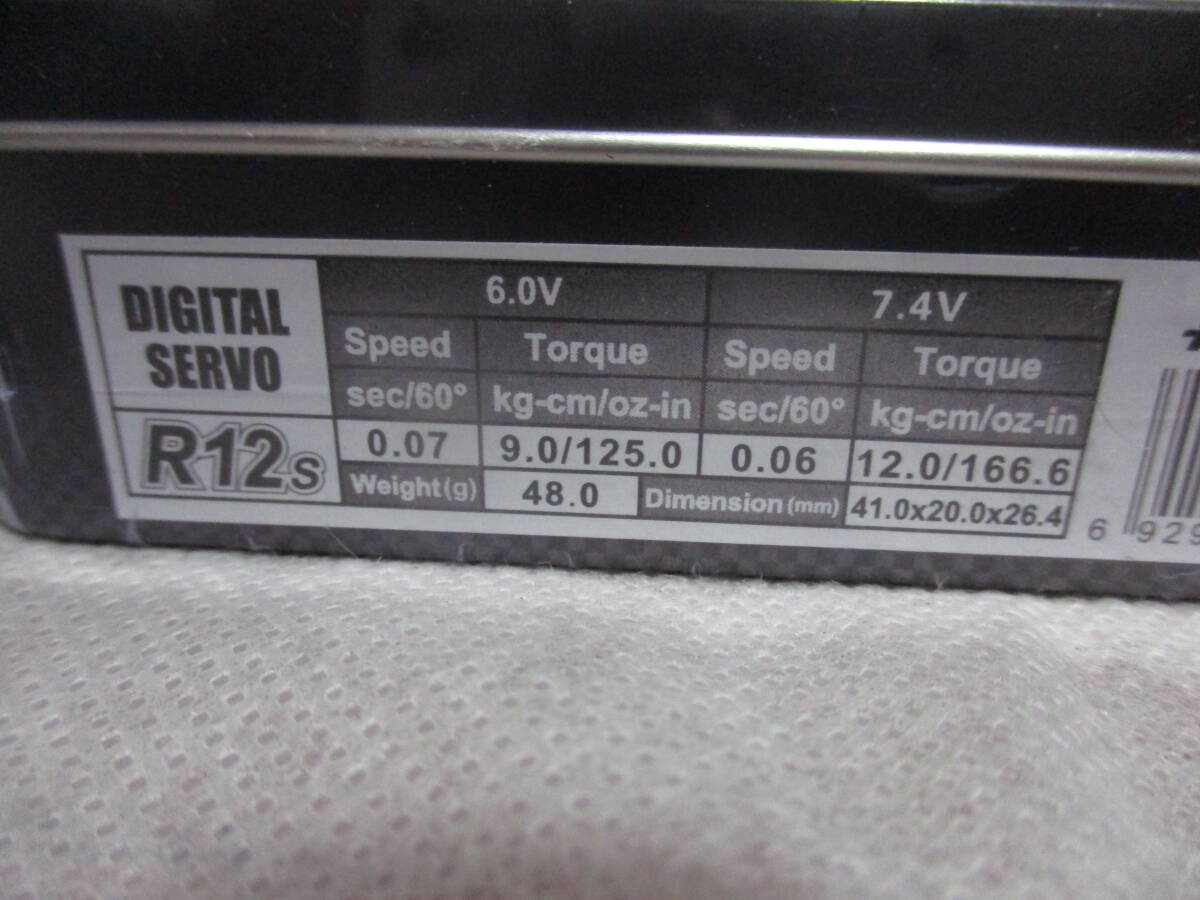 DIGITAL
SERVO
6.0V 7.4V
Speed Torque Speed Torque
sec/60° kg-cm/oz-in sec/60° kg-cm/oz-in
R12s 0.07 9.0/125.0 0.06 12.0/166.6
Weight(g) 48.0 Dimension(mm) 41.0x20.0x26.4
6 929